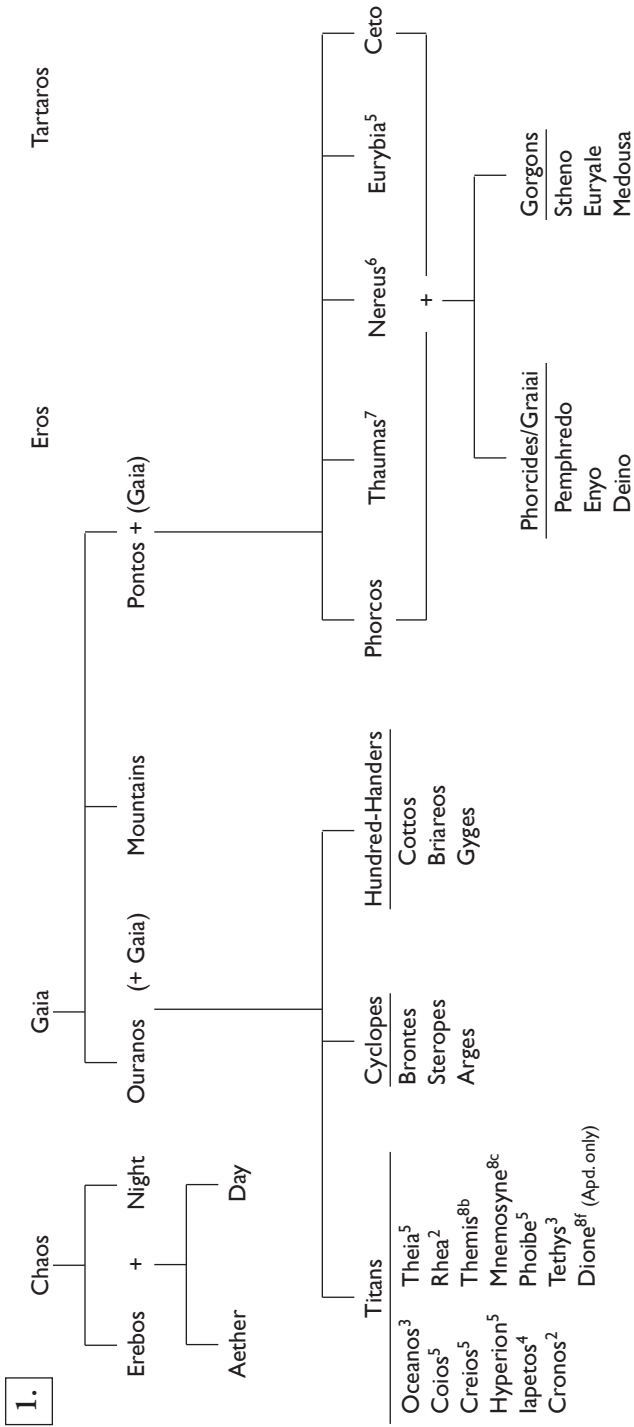 1.
Chaos Gaia Eros Tartaros
Erebos + Night Ouranos (+ Gaia) Mountains Pontos + (Gaia)
Aether Day
Titans Cyclopes Hundred-Handers Phorcos Thaumas⁷ Nereus⁶ Eurybia⁵ Ceto
Oceanos³ Theia⁵ Brontes Cottos +
Coios⁵ Rhea² Steropes Briareos
Creios⁵ Themis⁸ᵇ Arges Gyges
Hyperion⁵ Mnemosyne⁸ᶜ
Iapetos⁴ Phoibe⁵
Cronos² Tethys³
Dione⁸ᶠ (Apd. only)
Phorcides/Graiai Gorgons
Pemphredo Stheno
Enyo Euryale
Deino Medousa